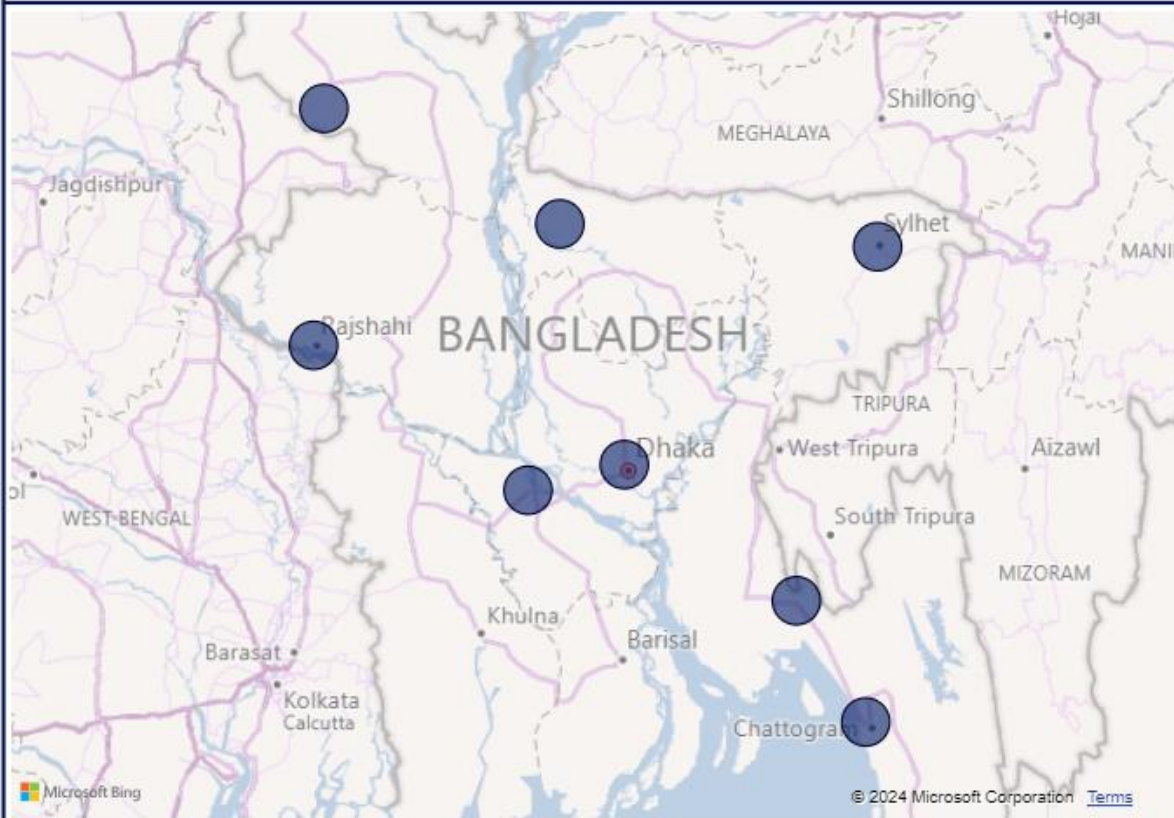 Hojai
Shillong
MEGHALAYA
Jagdishpur
Sylhet
MANI
Rajshahi
BANGLADESH
TRIPURA
Dhaka
West Tripura
Aizawl
ol
WEST BENGAL
South Tripura
MIZORAM
Khulna
Barisal
Barasat
Kolkata
Calcutta
Chattogram
Microsoft Bing
© 2024 Microsoft Corporation Terms